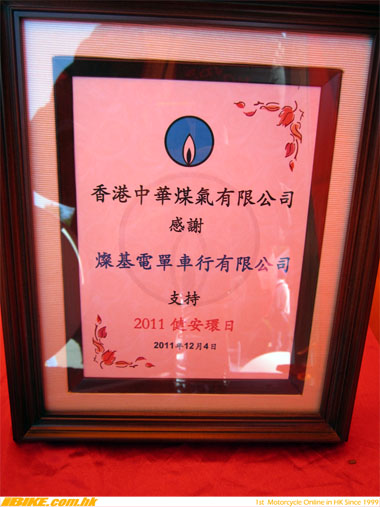 香港中華煤氣有限公司
感謝
燦基電單車行有限公司
支持
2011 健安環日
2011年12月4日
IIBIKE.com.hk
1st Motorcycle Online in HK Since 1999